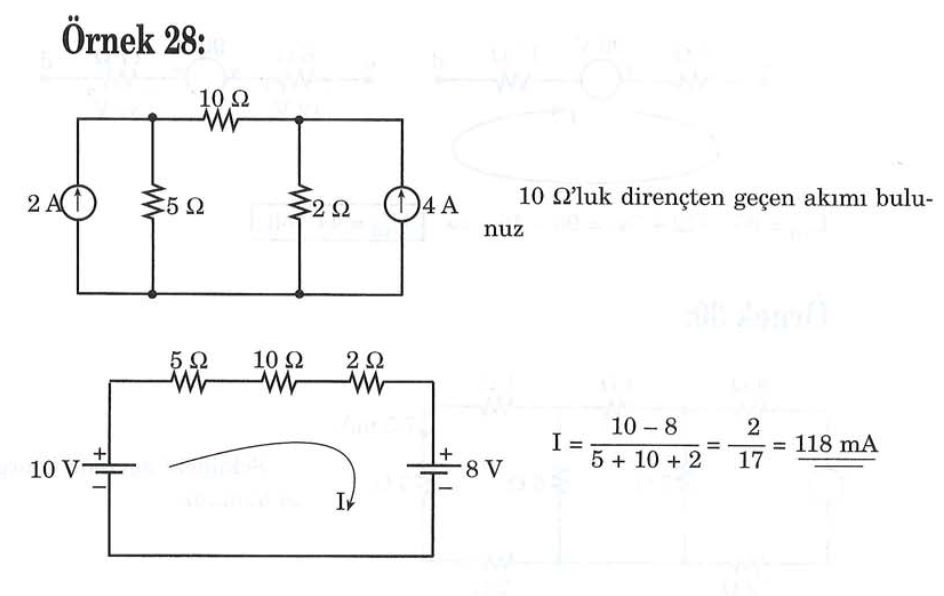 Örnek 28:
10 Ω
2 A
5 Ω
2 Ω
4 A
10 Ω’luk dirençten geçen akımı bulu-
nuz
5 Ω 10 Ω 2 Ω
10 V
+
−
I
+
−
8 V
I = (10 – 8) / (5 + 10 + 2) = 2 / 17 = 118 mA